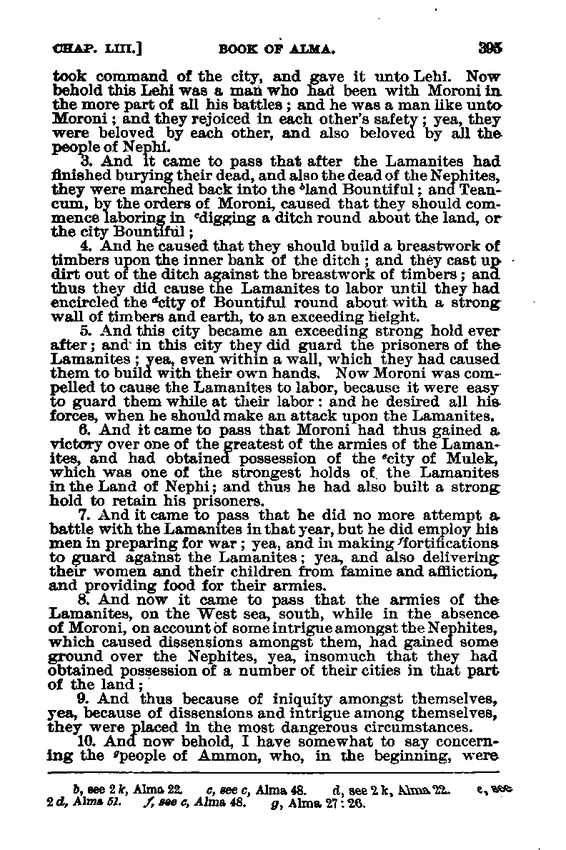 CHAP. LIII.] BOOK OF ALMA. 395
took command of the city, and gave it unto Lehi. Now
behold this Lehi was a man who had been with Moroni in
the more part of all his battles; and he was a man like unto
Moroni; and they rejoiced in each other's safety; yea, they
were beloved by each other, and also beloved by all the
people of Nephi.
3. And it came to pass that after the Lamanites had
finished burying their dead, and also the dead of the Nephites,
they were marched back into the ᵇland Bountiful; and Tean-
cum, by the orders of Moroni, caused that they should com-
mence laboring in ᶜdigging a ditch round about the land, or
the city Bountiful;
4. And he caused that they should build a breastwork of
timbers upon the inner bank of the ditch; and they cast up
dirt out of the ditch against the breastwork of timbers; and
thus they did cause the Lamanites to labor until they had
encircled the ᵈcity of Bountiful round about with a strong
wall of timbers and earth, to an exceeding height.
5. And this city became an exceeding strong hold ever
after; and in this city they did guard the prisoners of the
Lamanites; yea, even within a wall, which they had caused
them to build with their own hands. Now Moroni was com-
pelled to cause the Lamanites to labor, because it were easy
to guard them while at their labor: and he desired all his
forces, when he should make an attack upon the Lamanites.
6. And it came to pass that Moroni had thus gained a
victory over one of the greatest of the armies of the Laman-
ites, and had obtained possession of the ᵉcity of Mulek,
which was one of the strongest holds of the Lamanites
in the Land of Nephi; and thus he had also built a strong
hold to retain his prisoners.
7. And it came to pass that he did no more attempt a
battle with the Lamanites in that year, but he did employ his
men in preparing for war; yea, and in making ᶠfortifications
to guard against the Lamanites; yea, and also delivering
their women and their children from famine and affliction,
and providing food for their armies.
8. And now it came to pass that the armies of the
Lamanites, on the West sea, south, while in the absence
of Moroni, on account of some intrigue amongst the Nephites,
which caused dissensions amongst them, had gained some
ground over the Nephites, yea, insomuch that they had
obtained possession of a number of their cities in that part
of the land;
9. And thus because of iniquity amongst themselves,
yea, because of dissensions and intrigue among themselves,
they were placed in the most dangerous circumstances.
10. And now behold, I have somewhat to say concern-
ing the ᵍpeople of Ammon, who, in the beginning, were
b, see 2 k, Alma 22. c, see c, Alma 48. d, see 2 k, Alma 22. e, see
2 d, Alma 51. f, see c, Alma 48. g, Alma 27 : 26.